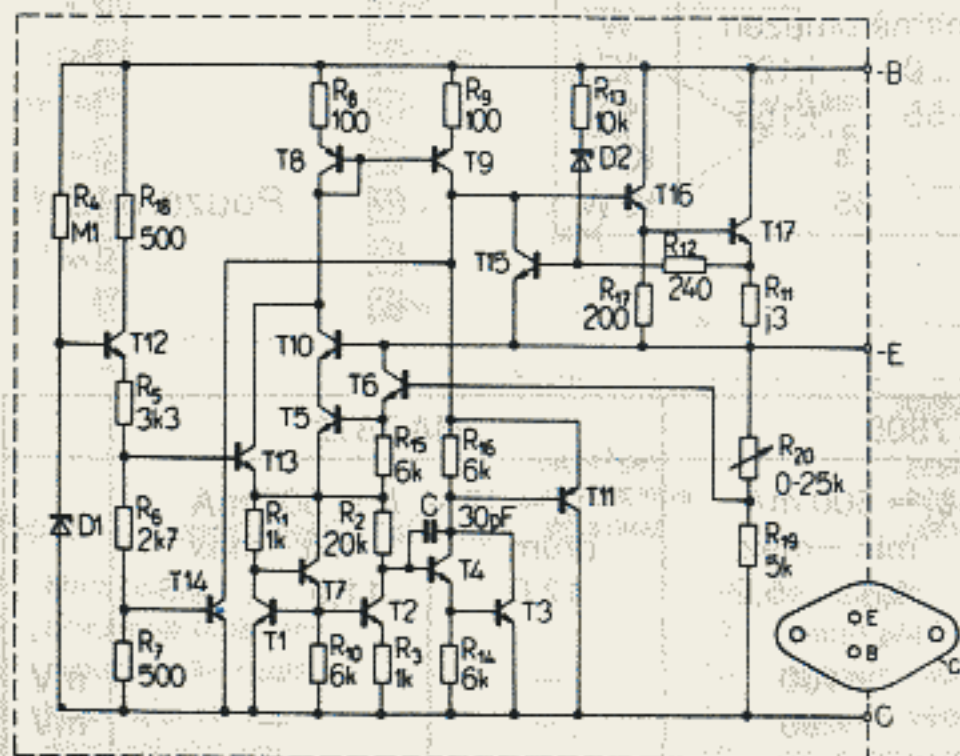 -B
R8
100
R9
100
R13
10k
D2
T8
T9
T16
R4
M1
R18
500
T17
T15
R12
240
R17
200
R11
j3
T12
T10
-E
T6
R5
3k3
T5
R15
6k
R16
6k
R20
0-25k
T13
T11
D1
R6
2k7
R1
1k
R2
20k
C
30pF
R19
5k
T14
T7
T4
T1
T2
T3
E
B
R7
500
R10
6k
R3
1k
R14
6k
C
C